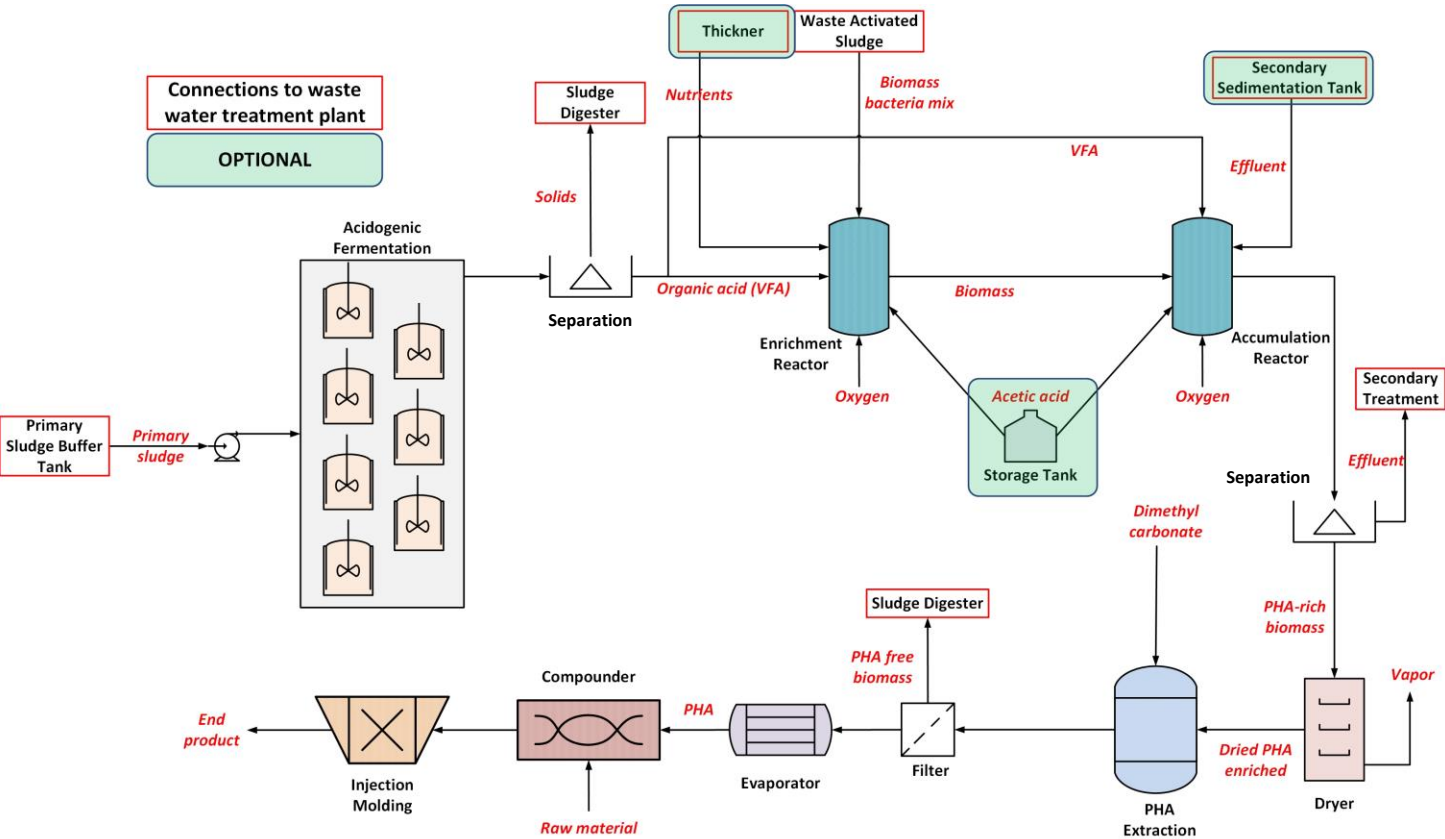 Thickner
Waste Activated
Sludge
Connections to waste
water treatment plant
OPTIONAL
Sludge
Digester
Nutrients
Biomass
bacteria mix
Secondary
Sedimentation Tank
VFA
Effluent
Solids
Acidogenic
Fermentation
Separation
Organic acid (VFA)
Biomass
Enrichment
Reactor
Accumulation
Reactor
Oxygen
Acetic acid
Storage Tank
Oxygen
Secondary
Treatment
Primary
Sludge Buffer
Tank
Primary
sludge
Effluent
Separation
Dimethyl
carbonate
Sludge Digester
PHA-rich
biomass
PHA free
biomass
Vapor
Compounder
PHA
End
product
Injection
Molding
Evaporator
Filter
Dried PHA
enriched
PHA
Extraction
Dryer
Raw material